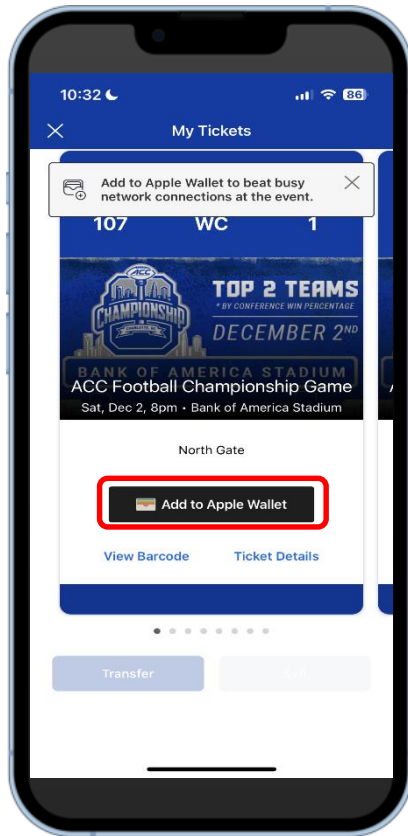 10:32
86
My Tickets
Add to Apple Wallet to beat busy
network connections at the event.
107 WC 1
ACC
CHAMPIONSHIP
TOP 2 TEAMS
* BY CONFERENCE WIN PERCENTAGE
DECEMBER 2ND
BANK OF AMERICA STADIUM
ACC Football Championship Game
Sat, Dec 2, 8pm • Bank of America Stadium
North Gate
Add to Apple Wallet
View Barcode Ticket Details
Transfer